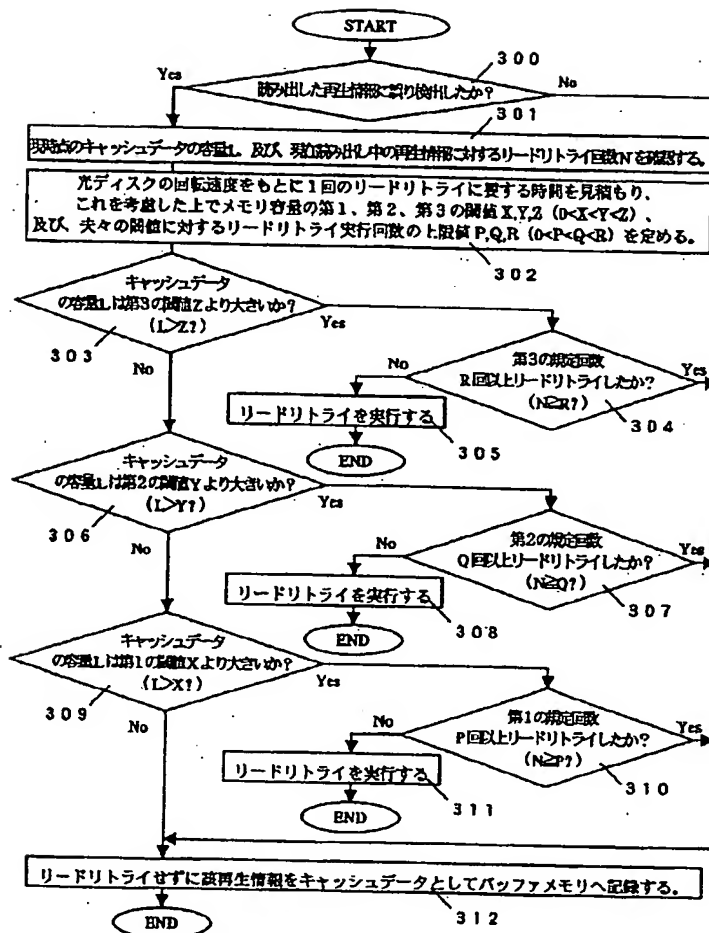 START
300
Yes
読み出した再生情報に誤り検出したか？
No
301
現時点のキャッシュデータの容量L、及び、現在読み出し中の再生情報に対するリードリトライ回数Nを確認する。
光ディスクの回転速度をもとに1回のリードリトライに要する時間を見積もり、
これを考慮した上でメモリ容量の第1、第2、第3の閾値X,Y,Z（0<X<Y<Z）、
及び、夫々の閾値に対するリードリトライ実行回数の上限値P,Q,R（0<P<Q<R）を定める。
302
キャッシュデータ
の容量Lは第3の閾値Zより大きいか？
（L>Z?）
Yes
303
No
第3の規定回数
R回以上リードリトライしたか？
（N≧R?）
No
Yes
304
リードリトライを実行する
305
END
キャッシュデータ
の容量Lは第2の閾値Yより大きいか？
（L>Y?）
Yes
306
No
第2の規定回数
Q回以上リードリトライしたか？
（N≧Q?）
No
Yes
307
リードリトライを実行する
308
END
キャッシュデータ
の容量Lは第1の閾値Xより大きいか？
（L>X?）
Yes
309
No
第1の規定回数
P回以上リードリトライしたか？
（N≧P?）
No
Yes
310
リードリトライを実行する
311
END
リードリトライせずに該再生情報をキャッシュデータとしてバッファメモリへ記録する。
312
END